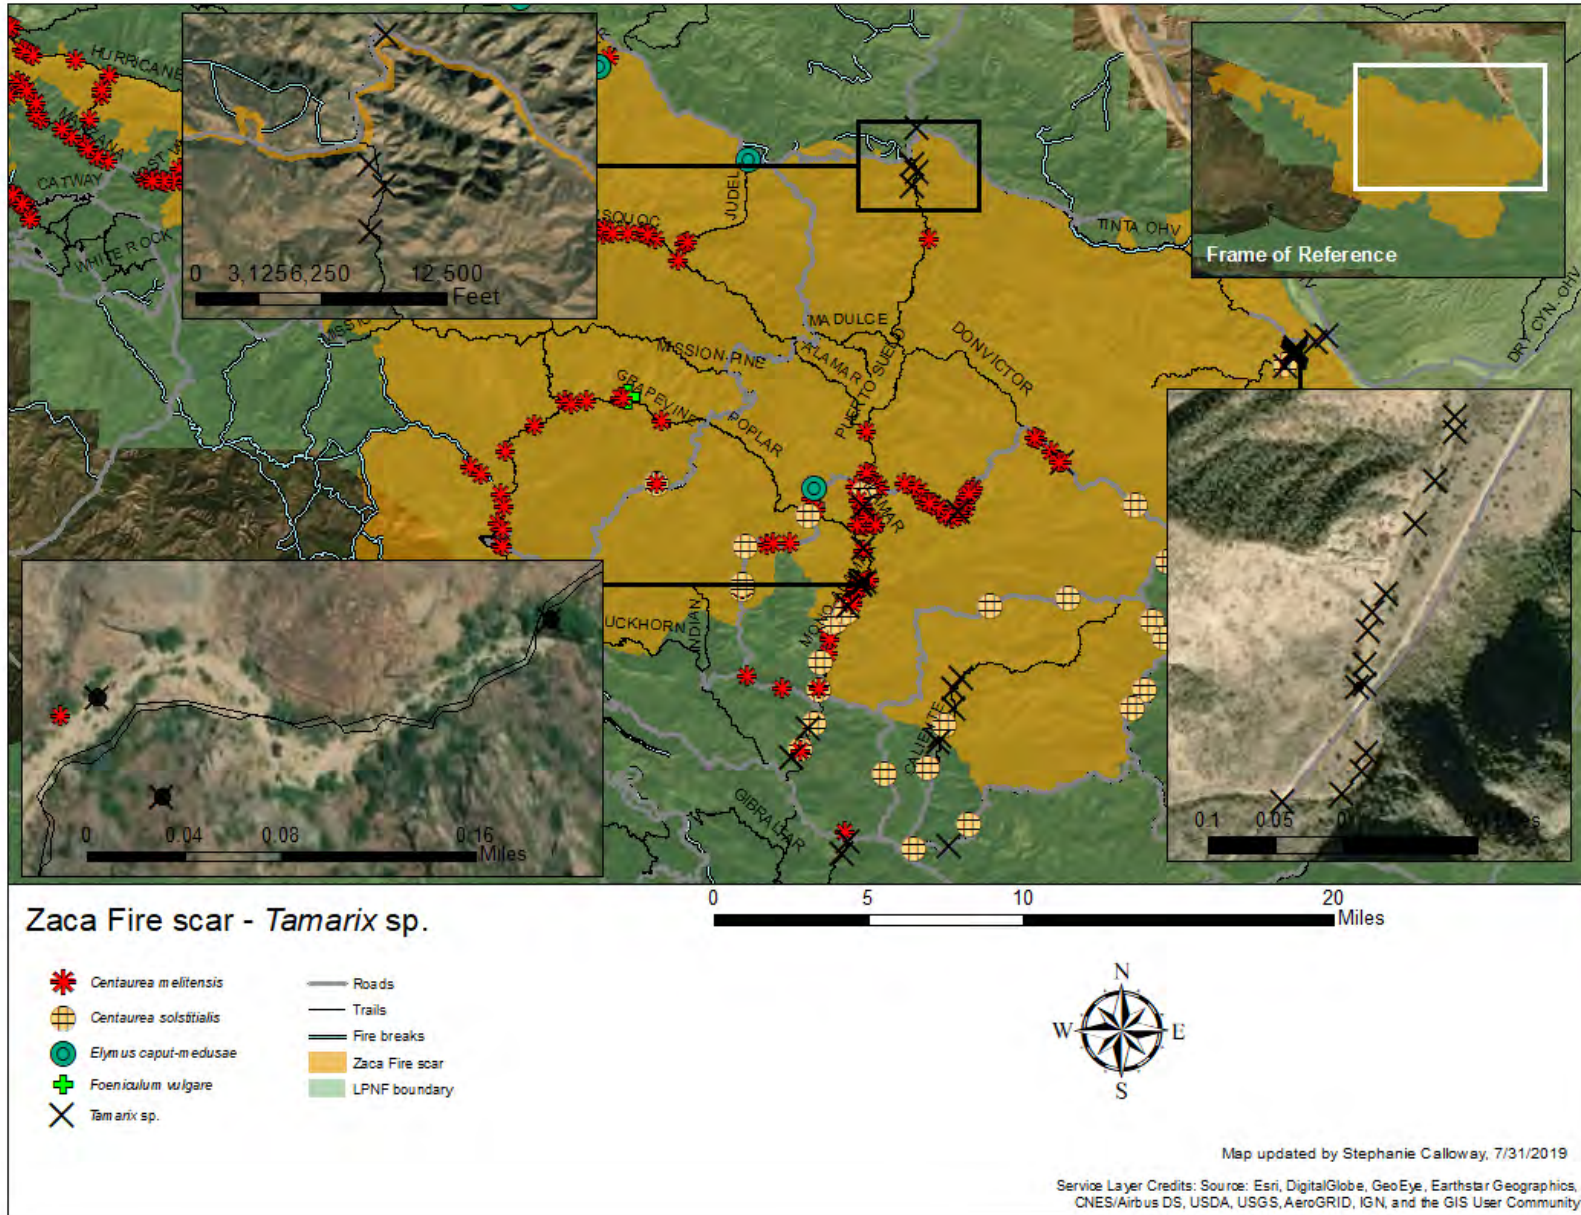 HURRICANE
CATWAY
WHITE ROCK
0 3,1256,250 12,500
Feet
JUDEL
TINTA OHV
Frame of Reference
DRY CYN. OHV
MADULCE
MISSION PINE
ALAMAR
PUERTO SUELO
DONVICTOR
GRAPEVINE
POPLAR
UCKHORN
INDIAN
CALIENTE
GIBRALTAR
0 0.04 0.08 0.16
Miles
0.1 0.05
0 5 10 20
Miles
Zaca Fire scar - Tamarix sp.
Centaurea melitensis
Centaurea solstitialis
Elymus caput-medusae
Foeniculum vulgare
Tamarix sp.
Roads
Trails
Fire breaks
Zaca Fire scar
LPNF boundary
N
W E
S
Map updated by Stephanie Calloway, 7/31/2019
Service Layer Credits: Source: Esri, DigitalGlobe, GeoEye, Earthstar Geographics,
CNES/Airbus DS, USDA, USGS, AeroGRID, IGN, and the GIS User Community